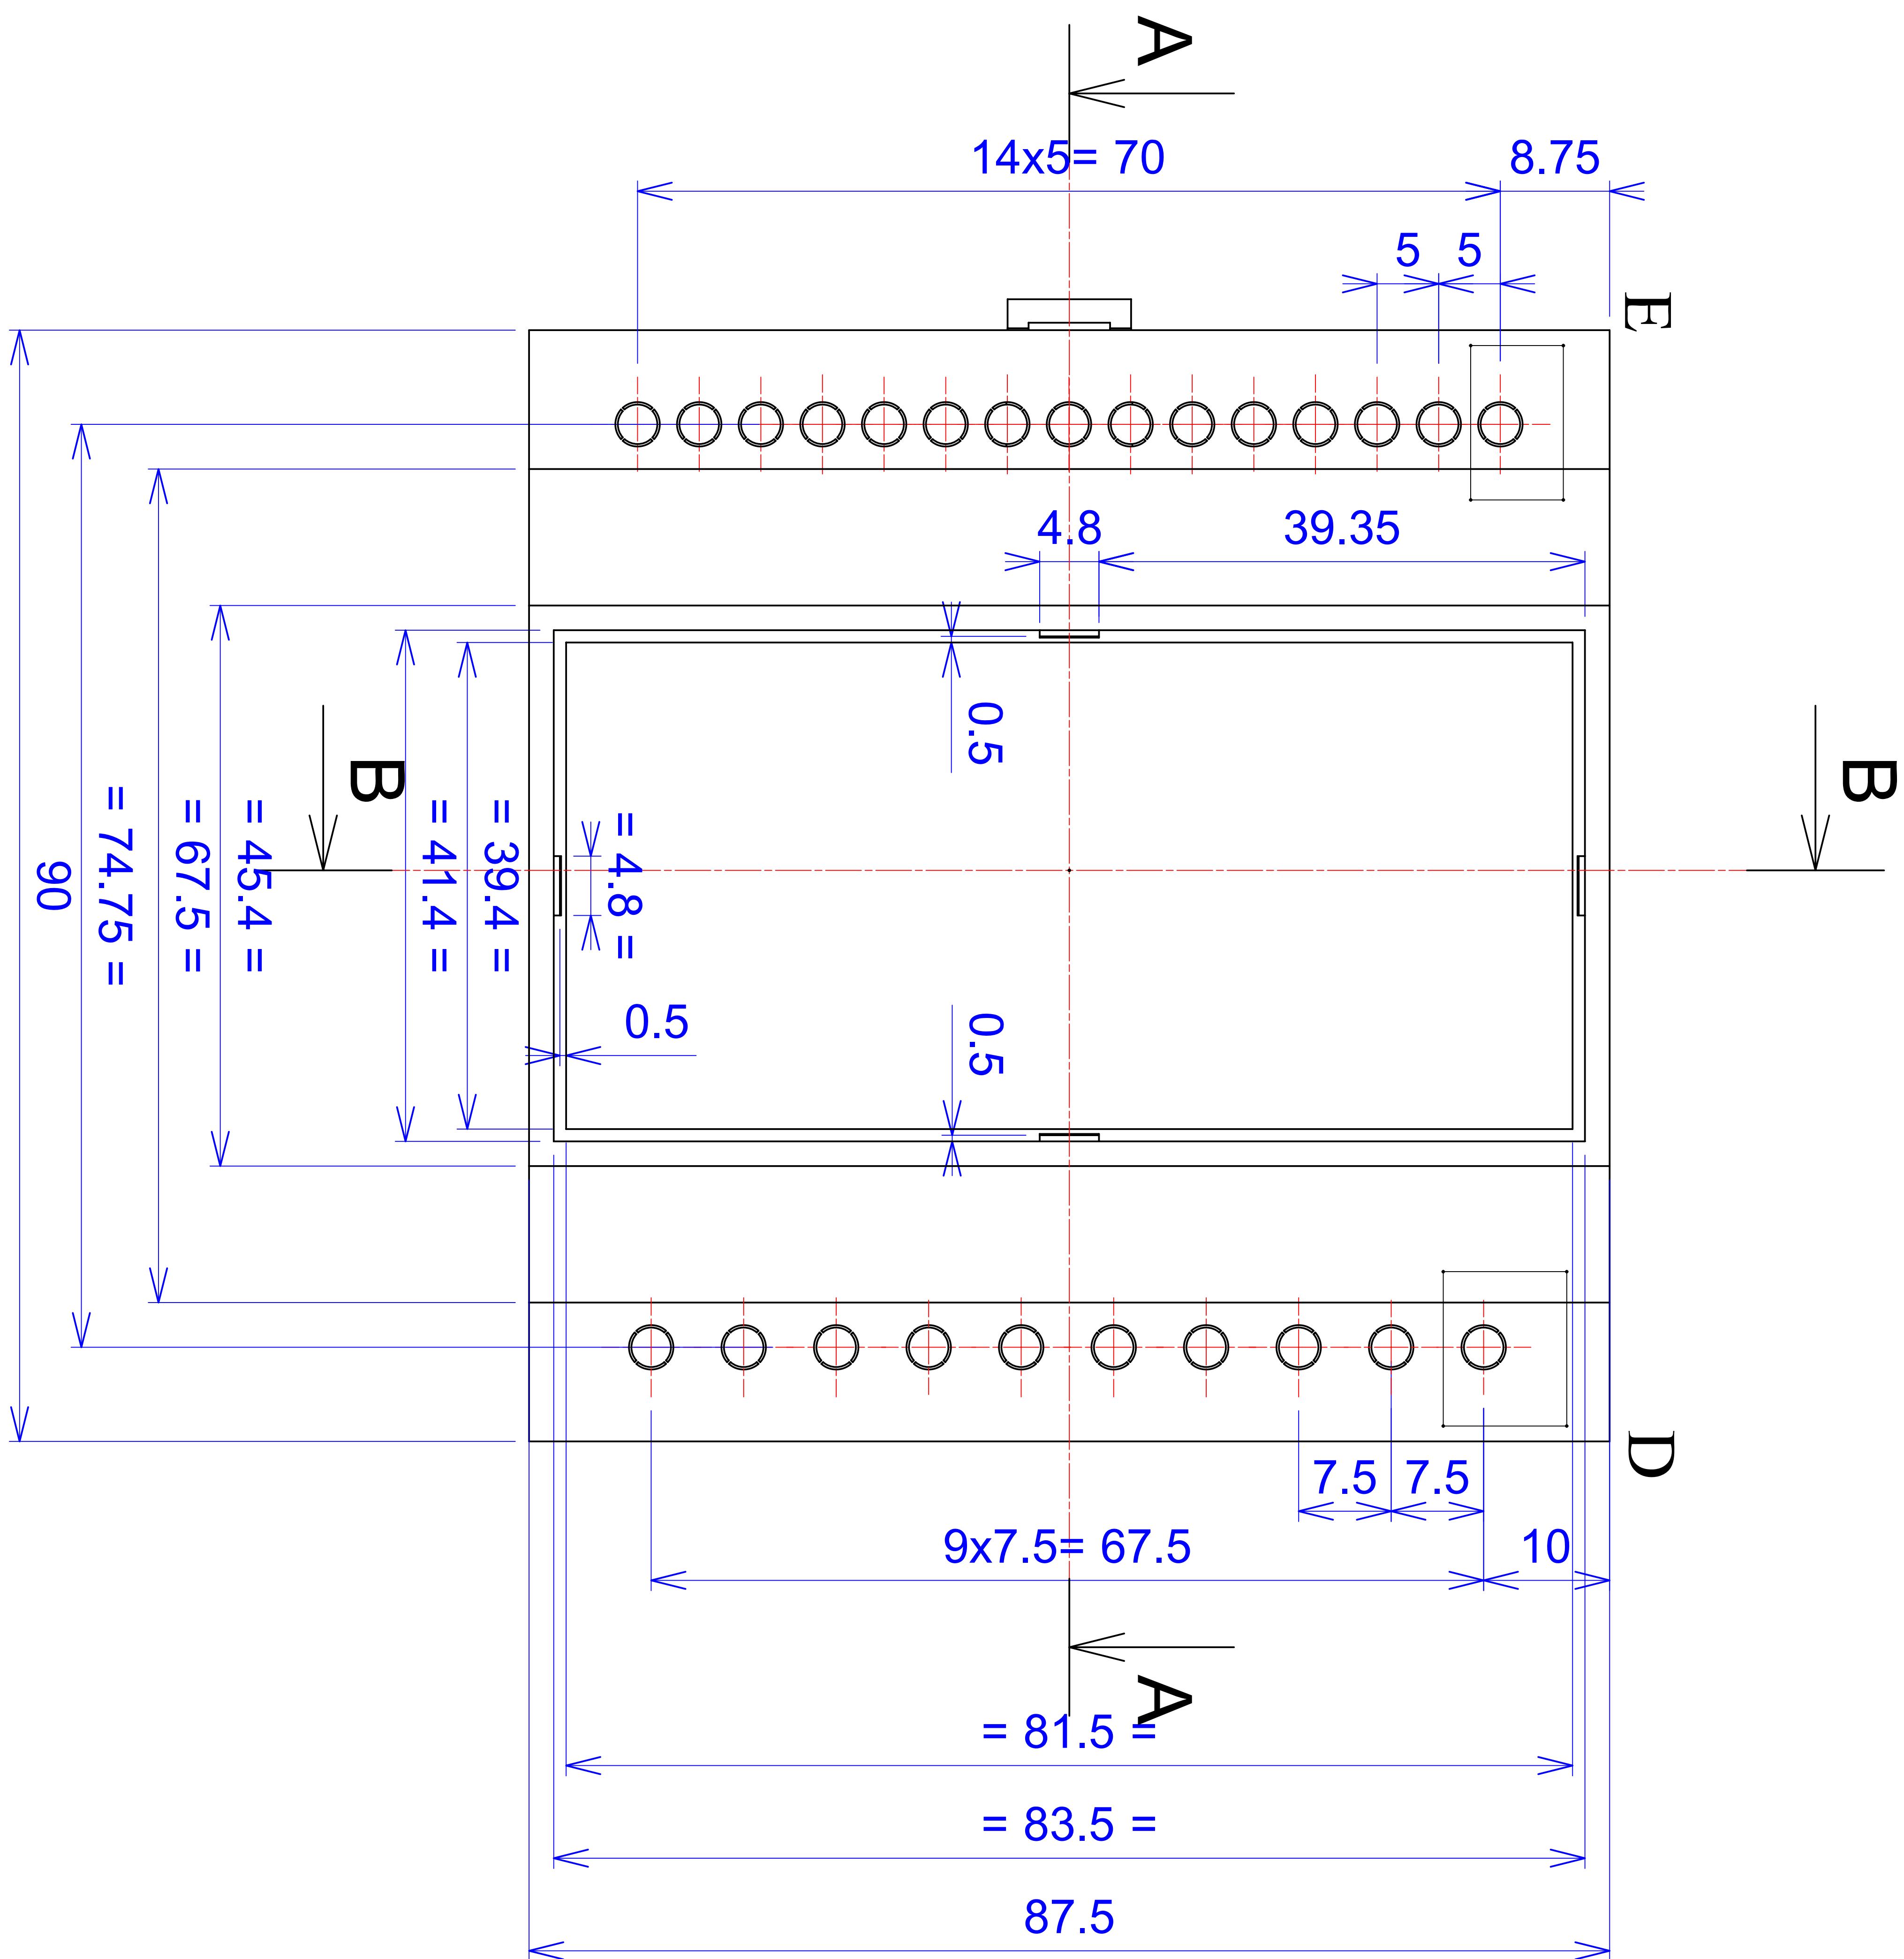 A
14x5= 70
8.75
5
5
E
4.8
39.35
0.5
B
B
= 4.8 =
= 39.4 =
= 41.4 =
= 45.4 =
= 67.5 =
= 74.75 =
90
0.5
0.5
D
7.5
7.5
9x7.5= 67.5
10
A
= 81.5 =
= 83.5 =
87.5